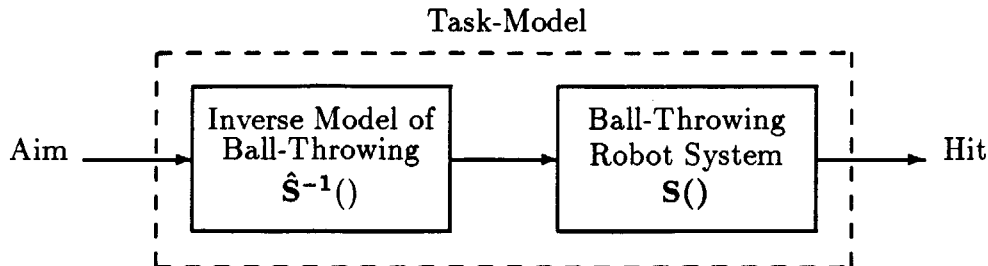 Task-Model
Aim
Inverse Model of
Ball-Throwing
Ŝ⁻¹()
Ball-Throwing
Robot System
S()
Hit